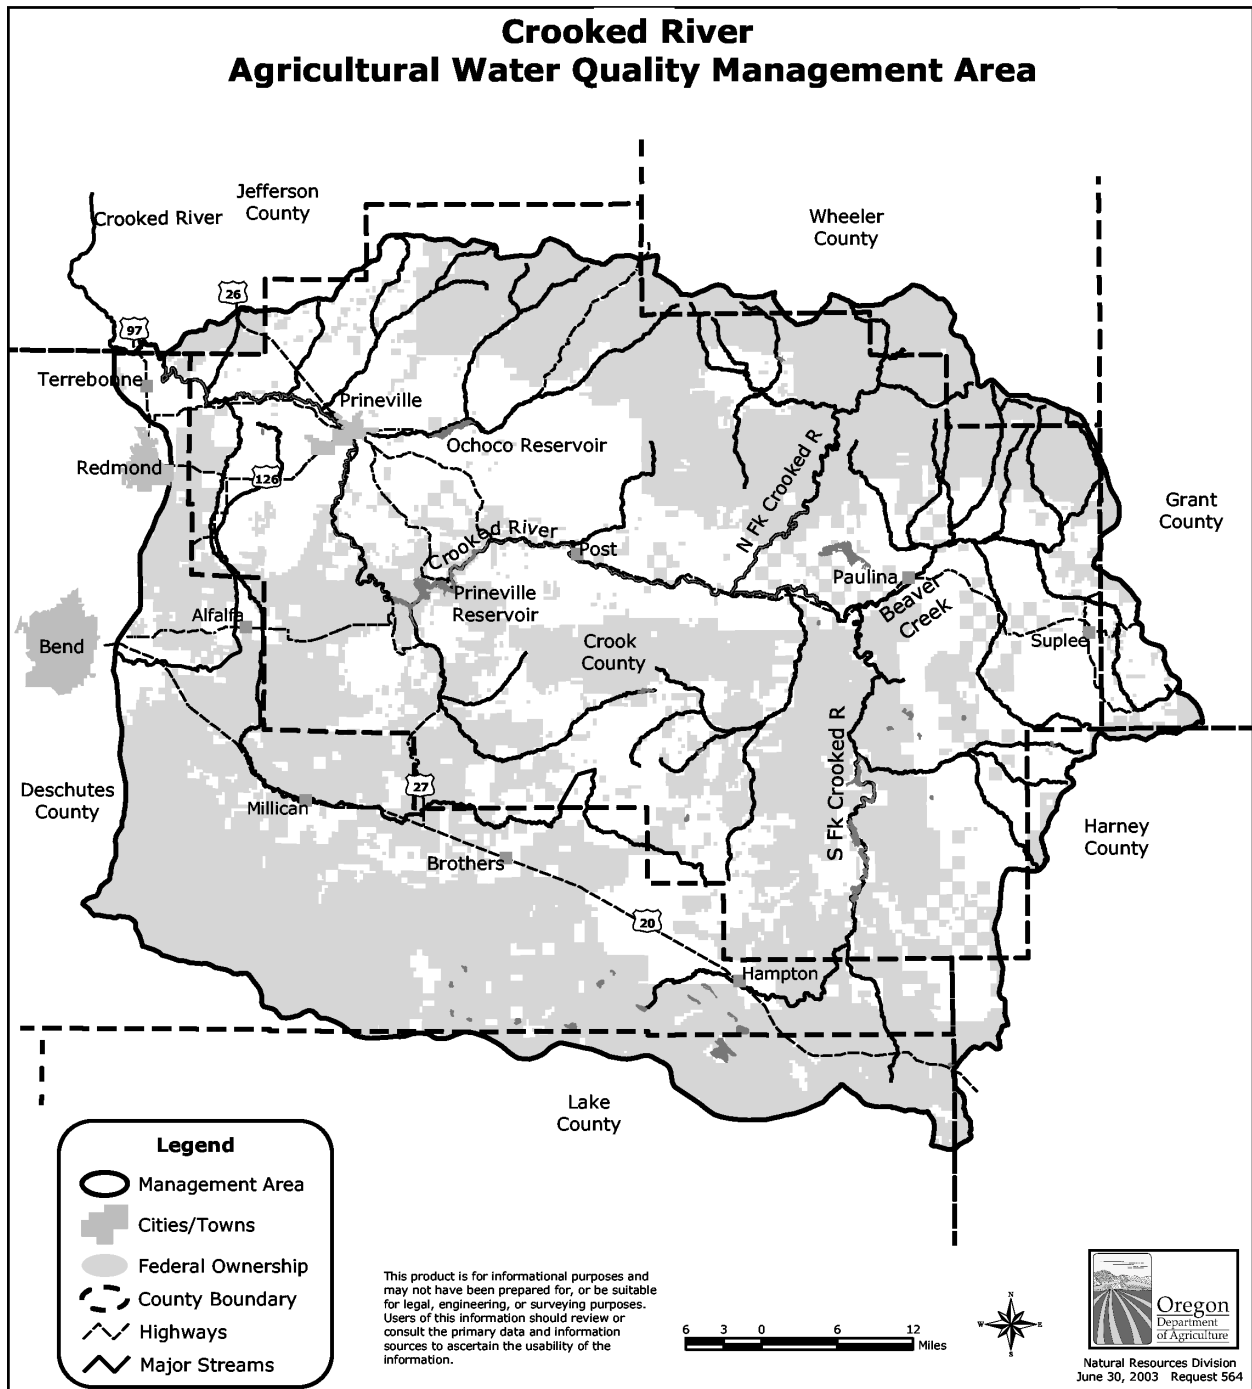 Crooked River
Agricultural Water Quality Management Area
Jefferson
County
Crooked River
Wheeler
County
26
97
Terrebonne
Prineville
Ochoco Reservoir
Redmond
126
N Fk Crooked R
Grant
County
Crooked River
Post
Paulina
Prineville
Reservoir
Beaver
Creek
Alfalfa
Bend
Crook
County
Suplee
S Fk Crooked R
Deschutes
County
27
Millican
Harney
County
Brothers
20
Hampton
Lake
County
Legend
Management Area
Cities/Towns
Federal Ownership
County Boundary
Highways
Major Streams
This product is for informational purposes and
may not have been prepared for, or be suitable
for legal, engineering, or surveying purposes.
Users of this information should review or
consult the primary data and information
sources to ascertain the usability of the
information.
6 3 0 6 12
Miles
N
W E
S
Oregon
Department
of Agriculture
Natural Resources Division
June 30, 2003 Request 564